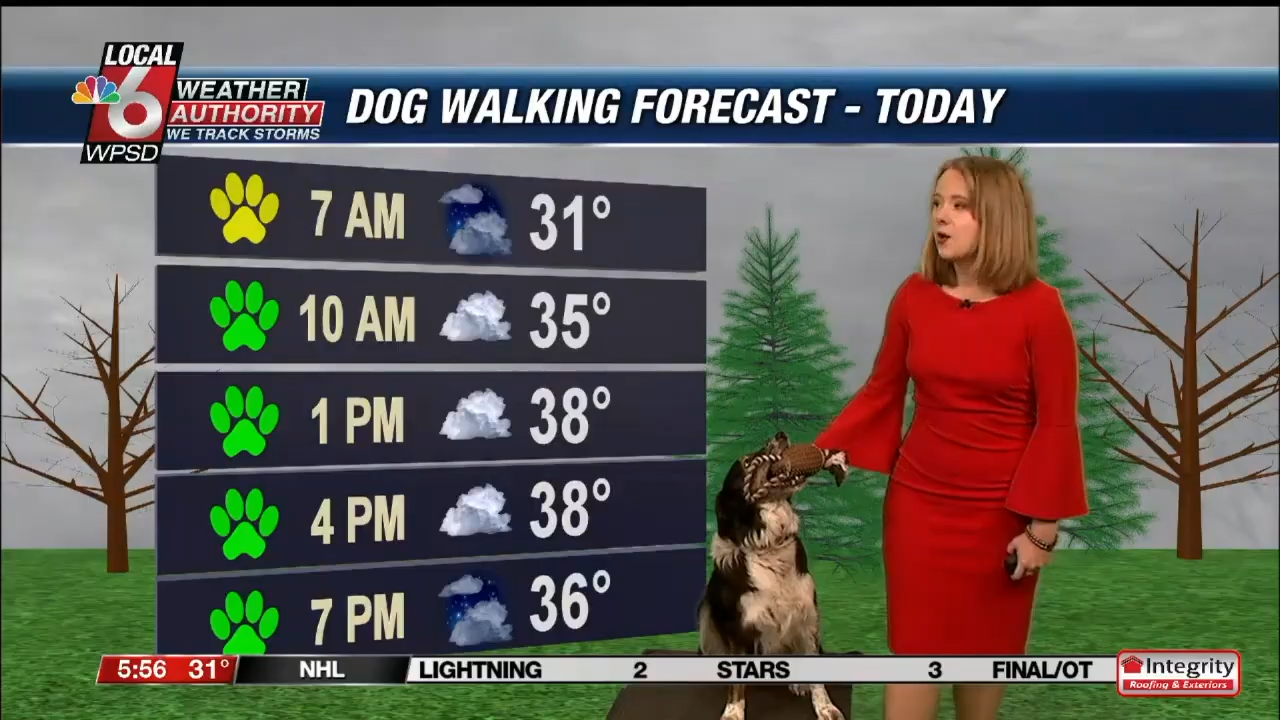 LOCAL
6
WEATHER
AUTHORITY
WE TRACK STORMS
WPSD
DOG WALKING FORECAST - TODAY
7 AM 31°
10 AM 35°
1 PM 38°
4 PM 38°
7 PM 36°
5:56 31° NHL LIGHTNING 2 STARS 3 FINAL/OT
Integrity
Roofing & Exteriors